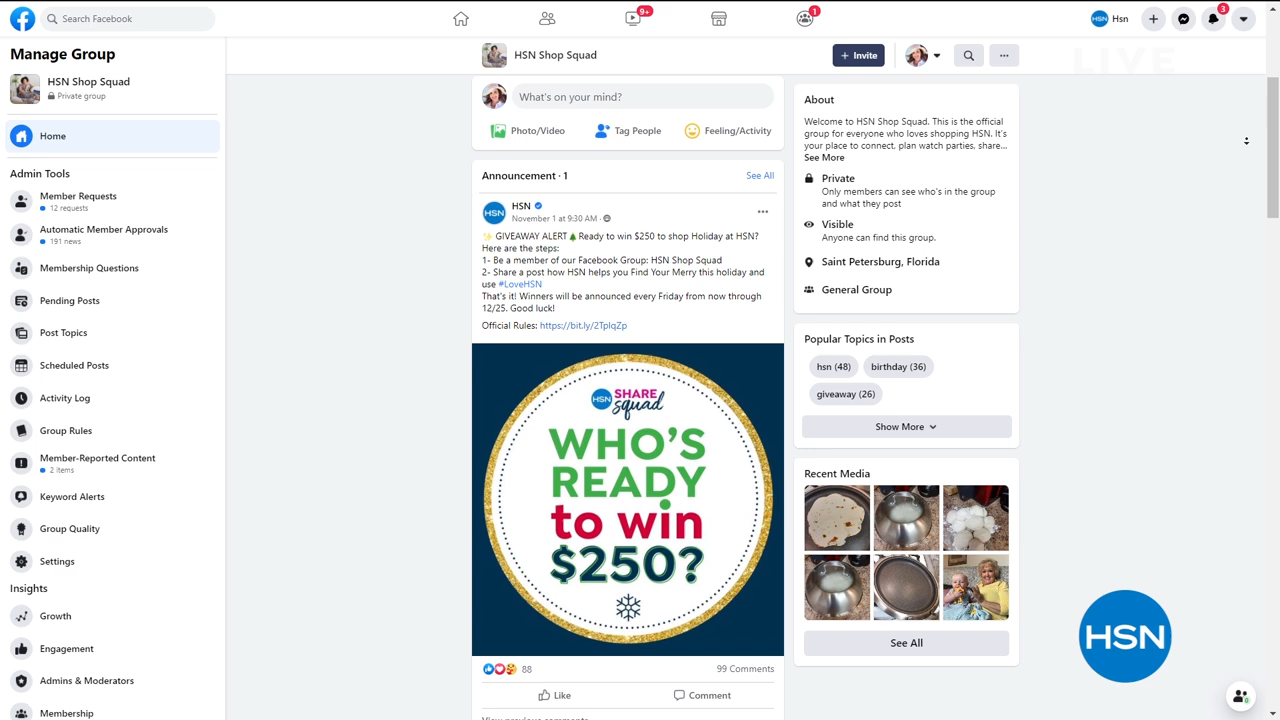 Search Facebook
9+
1
HSN
Hsn
3
Manage Group
HSN Shop Squad
Private group
Home
Admin Tools
Member Requests
12 requests
Automatic Member Approvals
191 news
Membership Questions
Pending Posts
Post Topics
Scheduled Posts
Activity Log
Group Rules
Member-Reported Content
2 items
Keyword Alerts
Group Quality
Settings
Insights
Growth
Engagement
Admins & Moderators
Membership
HSN Shop Squad
+ Invite
LIVE
What's on your mind?
Photo/Video
Tag People
Feeling/Activity
Announcement · 1
See All
HSN
HSN
November 1 at 9:30 AM ·
✨ GIVEAWAY ALERT🎄Ready to win $250 to shop Holiday at HSN?
Here are the steps:
1- Be a member of our Facebook Group: HSN Shop Squad
2- Share a post how HSN helps you Find Your Merry this holiday and
use #LoveHSN
That's it! Winners will be announced every Friday from now through
12/25. Good luck!
Official Rules: https://bit.ly/2TplqZp
HSN SHARE
squad
WHO'S
READY
to win
$250?
88
99 Comments
Like
Comment
View previous comments
About
Welcome to HSN Shop Squad. This is the official
group for everyone who loves shopping HSN. It's
your place to connect, plan watch parties, share...
See More
Private
Only members can see who's in the group
and what they post
Visible
Anyone can find this group.
Saint Petersburg, Florida
General Group
Popular Topics in Posts
hsn (48)
birthday (36)
giveaway (26)
Show More
Recent Media
See All
HSN